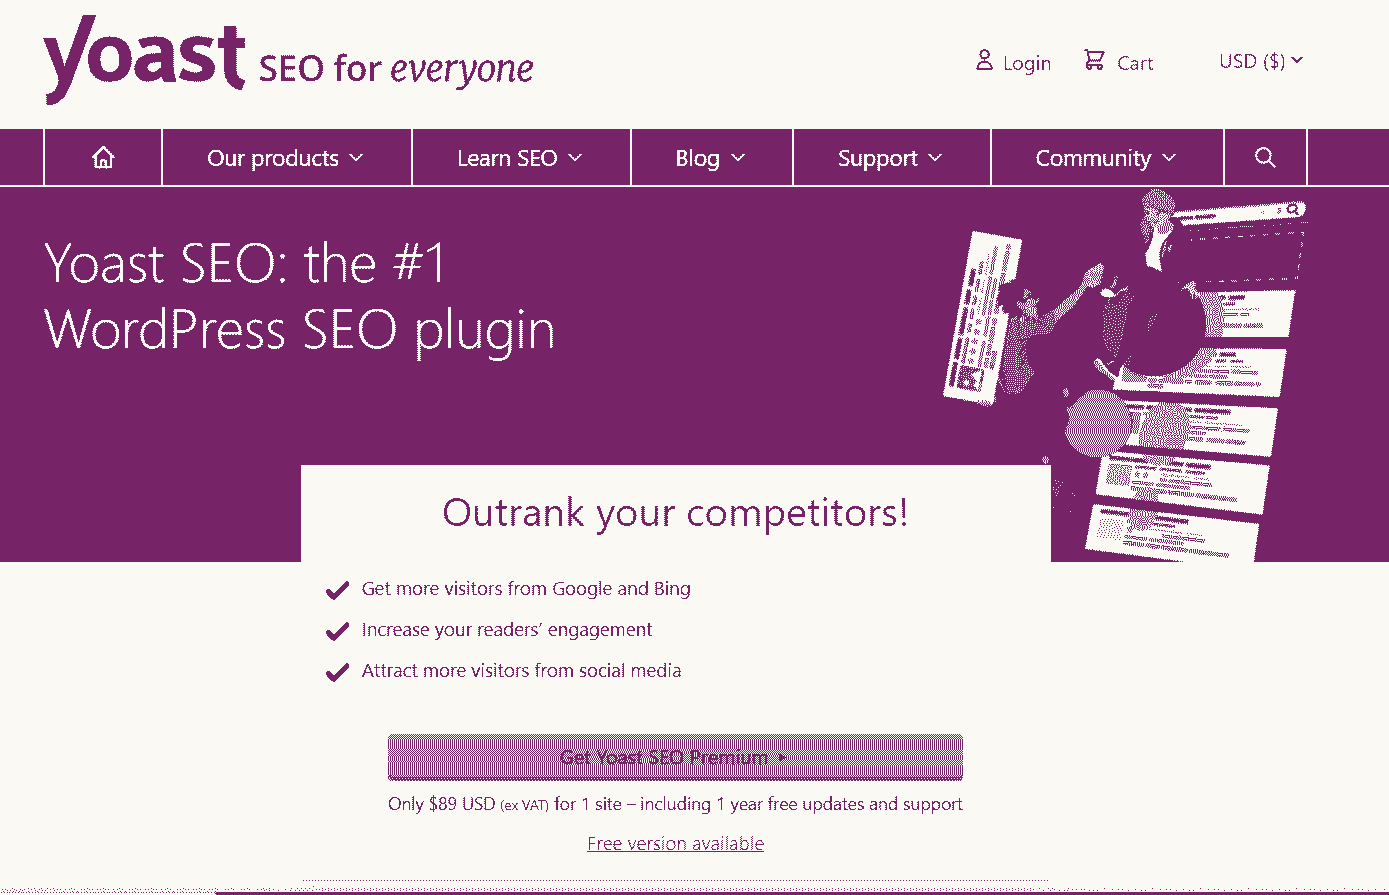 yoast SEO for everyone
Login
Cart
USD ($)
Our products
Learn SEO
Blog
Support
Community
Yoast SEO: the #1
WordPress SEO plugin
Outrank your competitors!
Get more visitors from Google and Bing
Increase your readers’ engagement
Attract more visitors from social media
Get Yoast SEO Premium
Only $89 USD (ex VAT) for 1 site – including 1 year free updates and support
Free version available